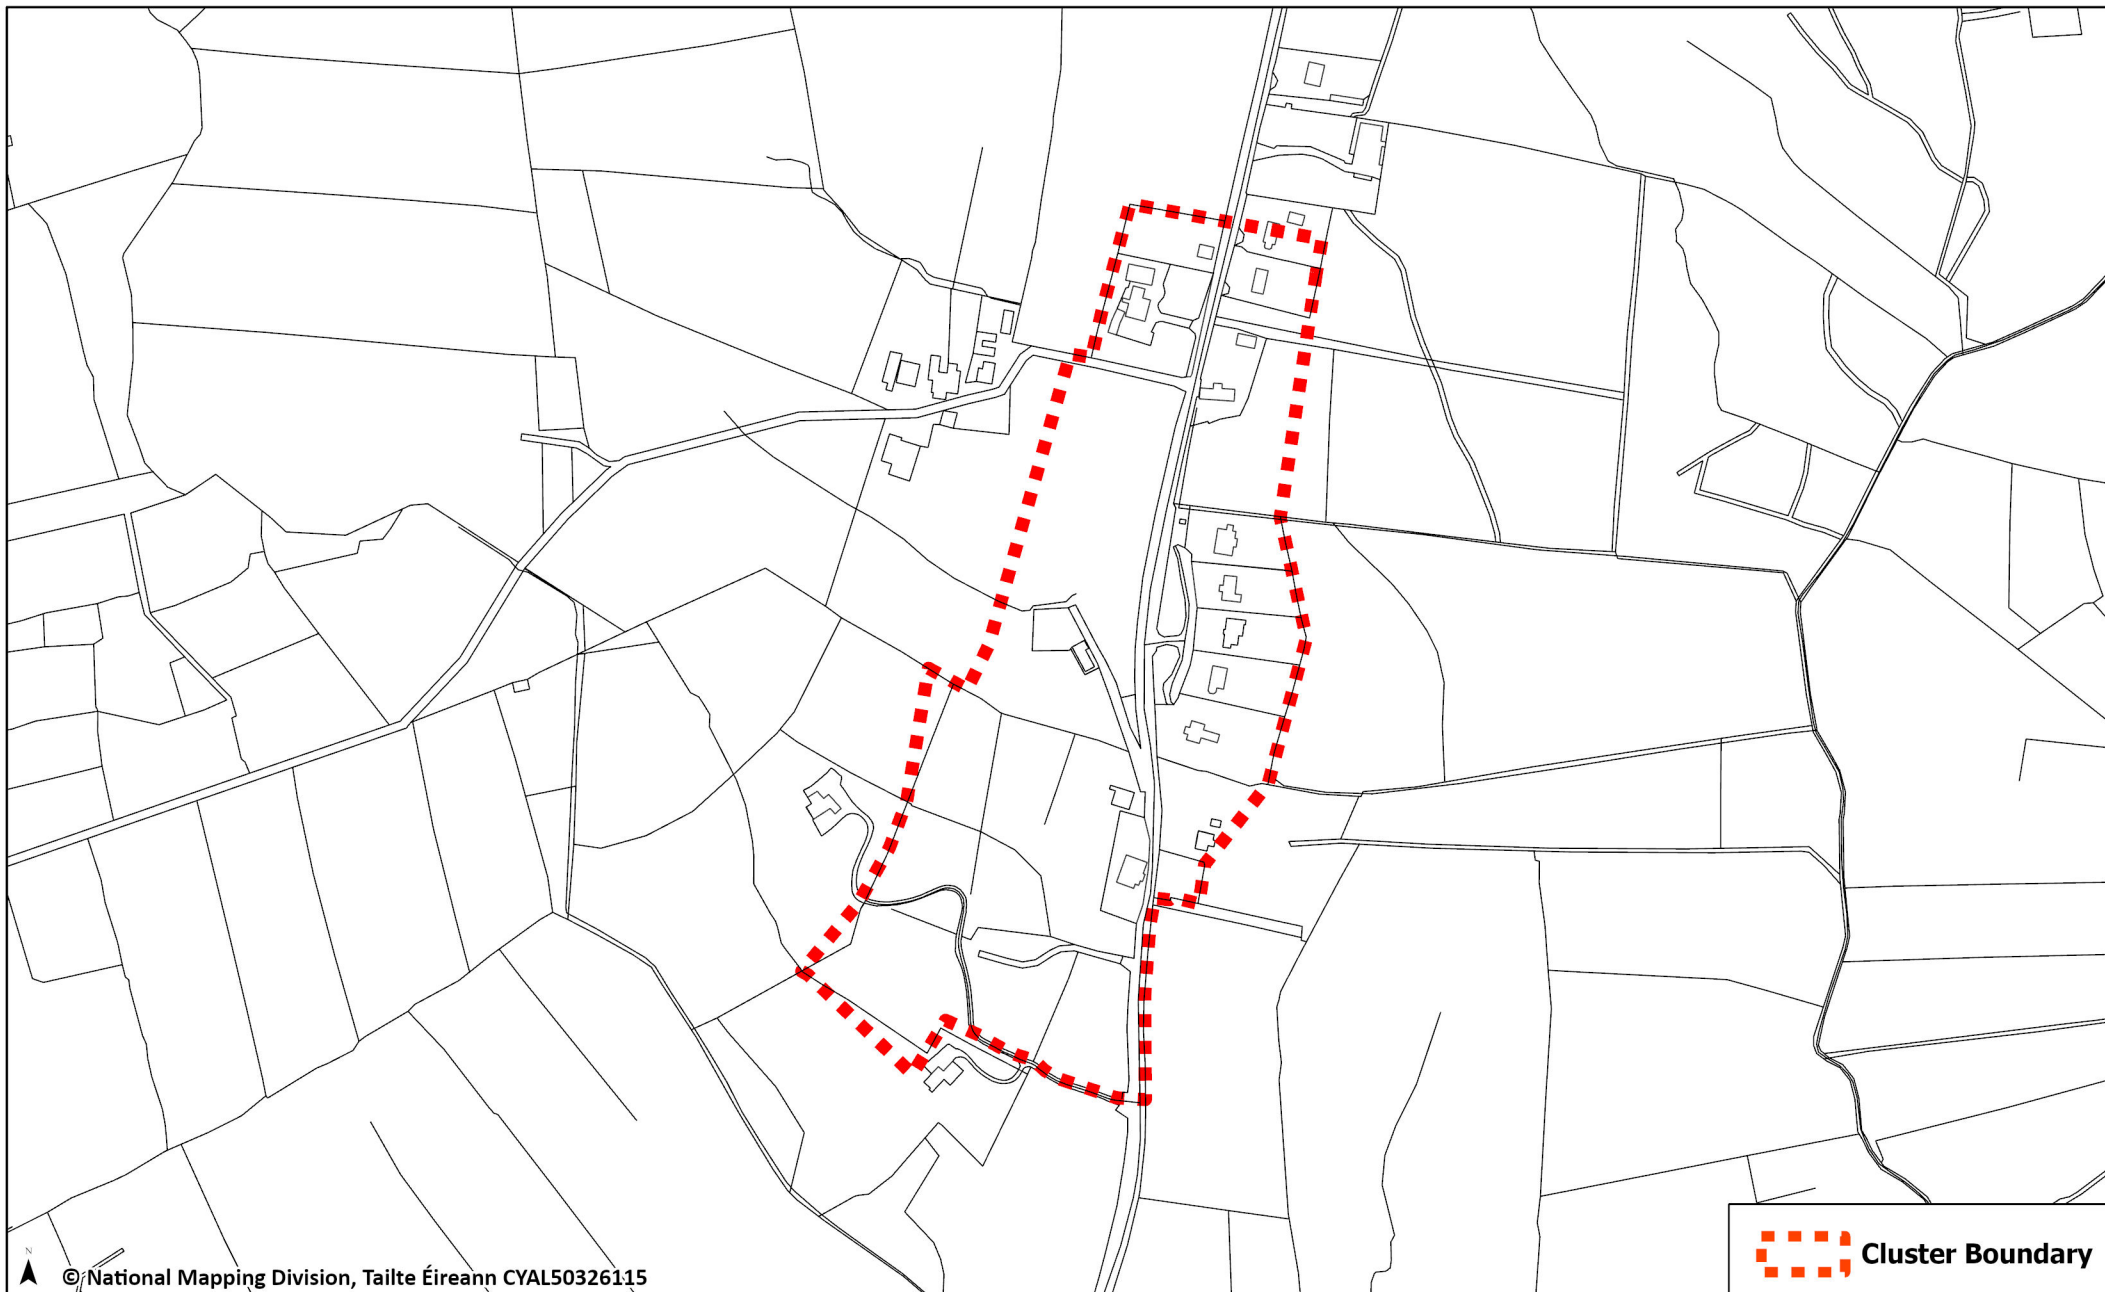 N
© National Mapping Division, Tailte Éireann CYAL50326115
Cluster Boundary